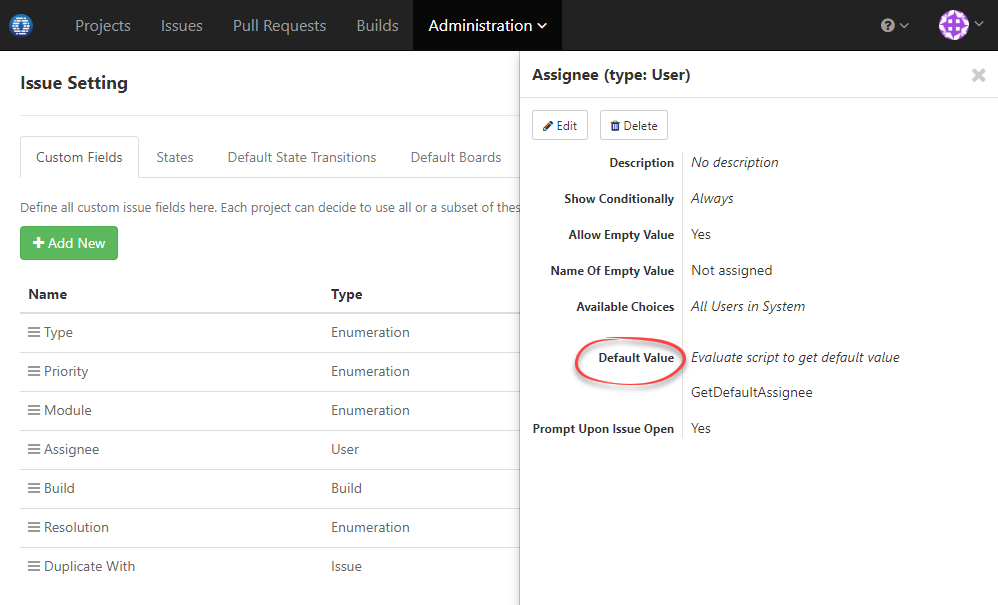 Projects Issues Pull Requests Builds Administration
Issue Setting
Custom Fields States Default State Transitions Default Boards
Define all custom issue fields here. Each project can decide to use all or a subset of thes
Add New
Name Type
Type Enumeration
Priority Enumeration
Module Enumeration
Assignee User
Build Build
Resolution Enumeration
Duplicate With Issue
Assignee (type: User)
Edit Delete
Description No description
Show Conditionally Always
Allow Empty Value Yes
Name Of Empty Value Not assigned
Available Choices All Users in System
Default Value Evaluate script to get default value
GetDefaultAssignee
Prompt Upon Issue Open Yes